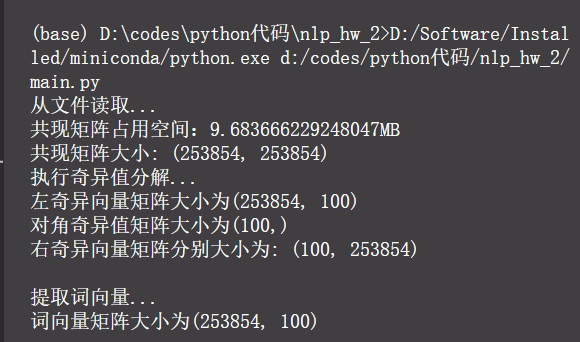 (base) D:\codes\python代码\nlp_hw_2>D:/Software/Instal
led/miniconda/python.exe d:/codes/python代码/nlp_hw_2/
main.py
从文件读取...
共现矩阵占用空间：9.683666229248047MB
共现矩阵大小: (253854, 253854)
执行奇异值分解...
左奇异向量矩阵大小为(253854, 100)
对角奇异值矩阵大小为(100,)
右奇异向量矩阵分别大小为: (100, 253854)
提取词向量...
词向量矩阵大小为(253854, 100)